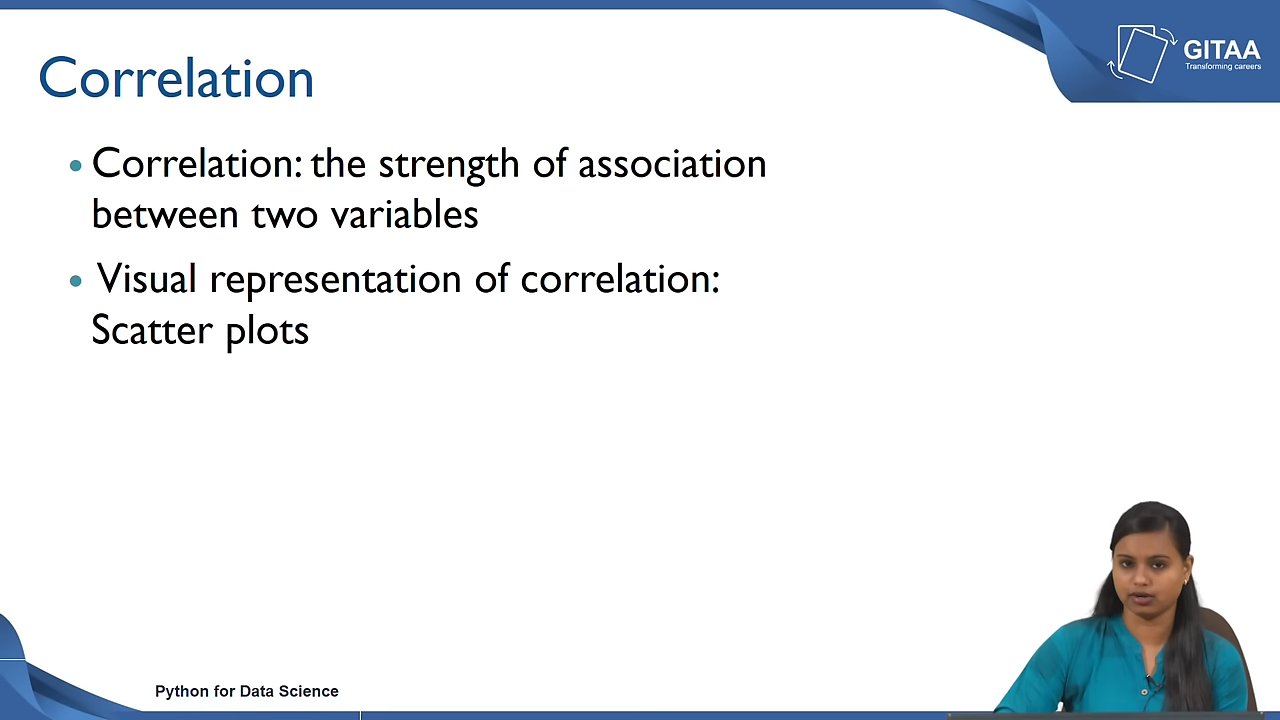 Correlation
GITAA
Transforming careers
• Correlation: the strength of association
between two variables
• Visual representation of correlation:
Scatter plots
Python for Data Science